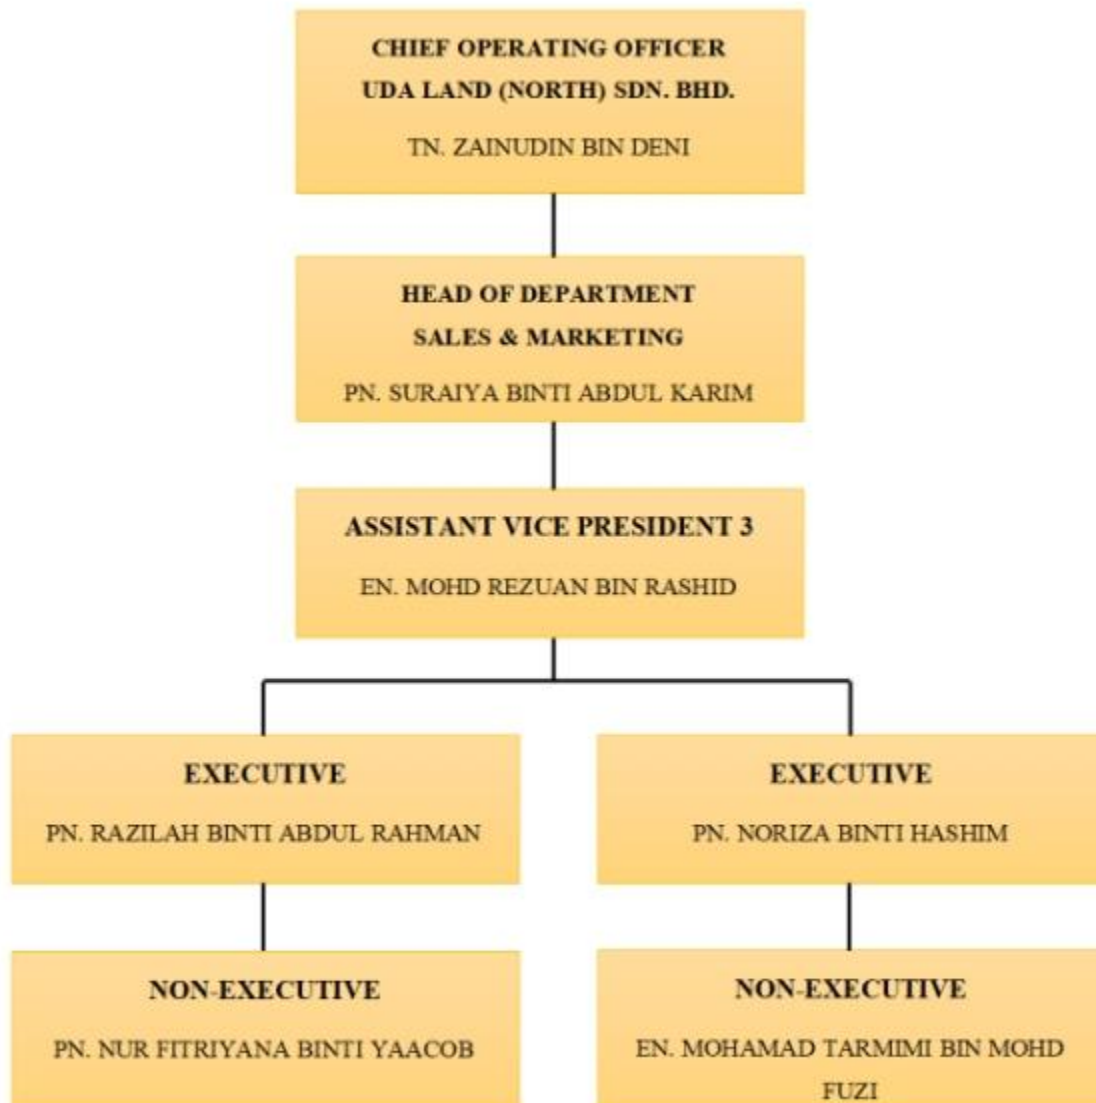 CHIEF OPERATING OFFICER
UDA LAND (NORTH) SDN. BHD.
TN. ZAINUDIN BIN DENI
HEAD OF DEPARTMENT
SALES & MARKETING
PN. SURAIYA BINTI ABDUL KARIM
ASSISTANT VICE PRESIDENT 3
EN. MOHD REZUAN BIN RASHID
EXECUTIVE
PN. RAZILAH BINTI ABDUL RAHMAN
EXECUTIVE
PN. NORIZA BINTI HASHIM
NON-EXECUTIVE
PN. NUR FITRIYANA BINTI YAACOB
NON-EXECUTIVE
EN. MOHAMAD TARMIMI BIN MOHD
FUZI